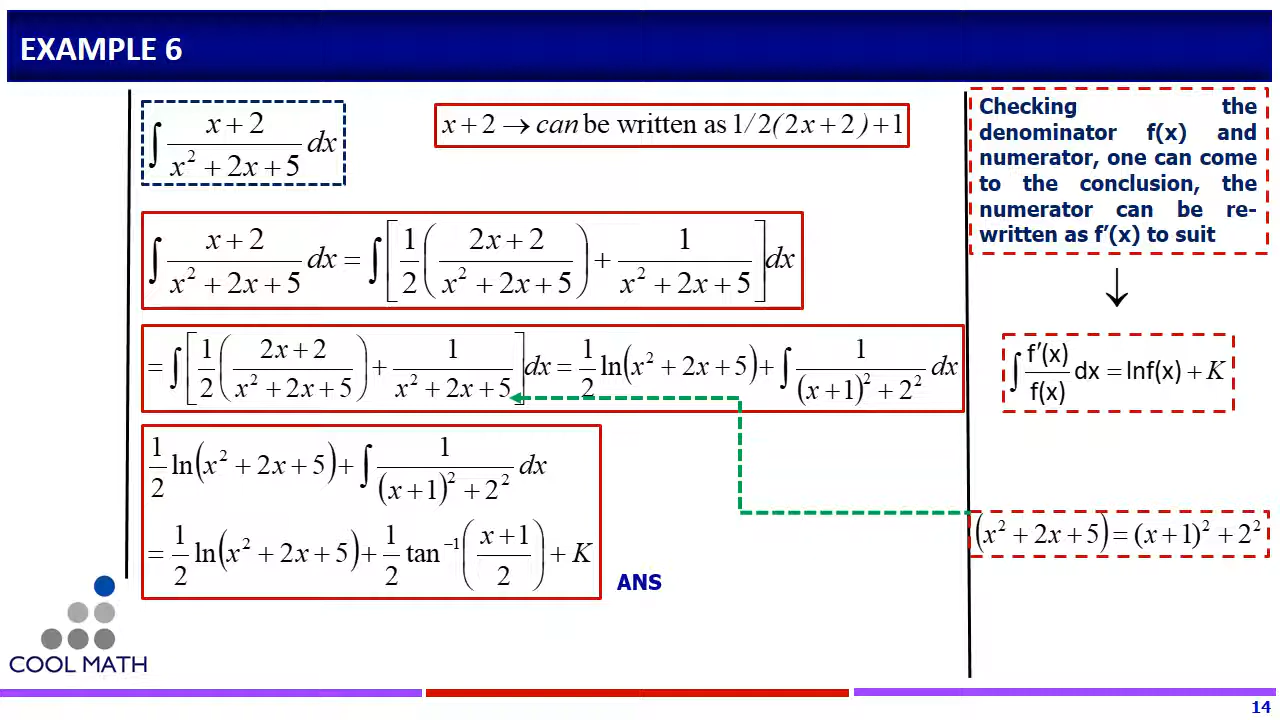 EXAMPLE 6
∫ (x + 2)/(x² + 2x + 5) dx
x + 2 → can be written as 1/2(2x + 2) + 1
Checking the
denominator f(x) and
numerator, one can come
to the conclusion, the
numerator can be re-
written as f′(x) to suit
∫ (x + 2)/(x² + 2x + 5) dx = ∫ [1/2 ((2x + 2)/(x² + 2x + 5)) + 1/(x² + 2x + 5)] dx
= ∫ [1/2 ((2x + 2)/(x² + 2x + 5)) + 1/(x² + 2x + 5)] dx = 1/2 ln(x² + 2x + 5) + ∫ 1/((x + 1)² + 2²) dx
↓
∫ f′(x)/f(x) dx = lnf(x) + K
1/2 ln(x² + 2x + 5) + ∫ 1/((x + 1)² + 2²) dx
= 1/2 ln(x² + 2x + 5) + 1/2 tan⁻¹((x + 1)/2) + K
ANS
(x² + 2x + 5) = (x + 1)² + 2²
COOL MATH
14